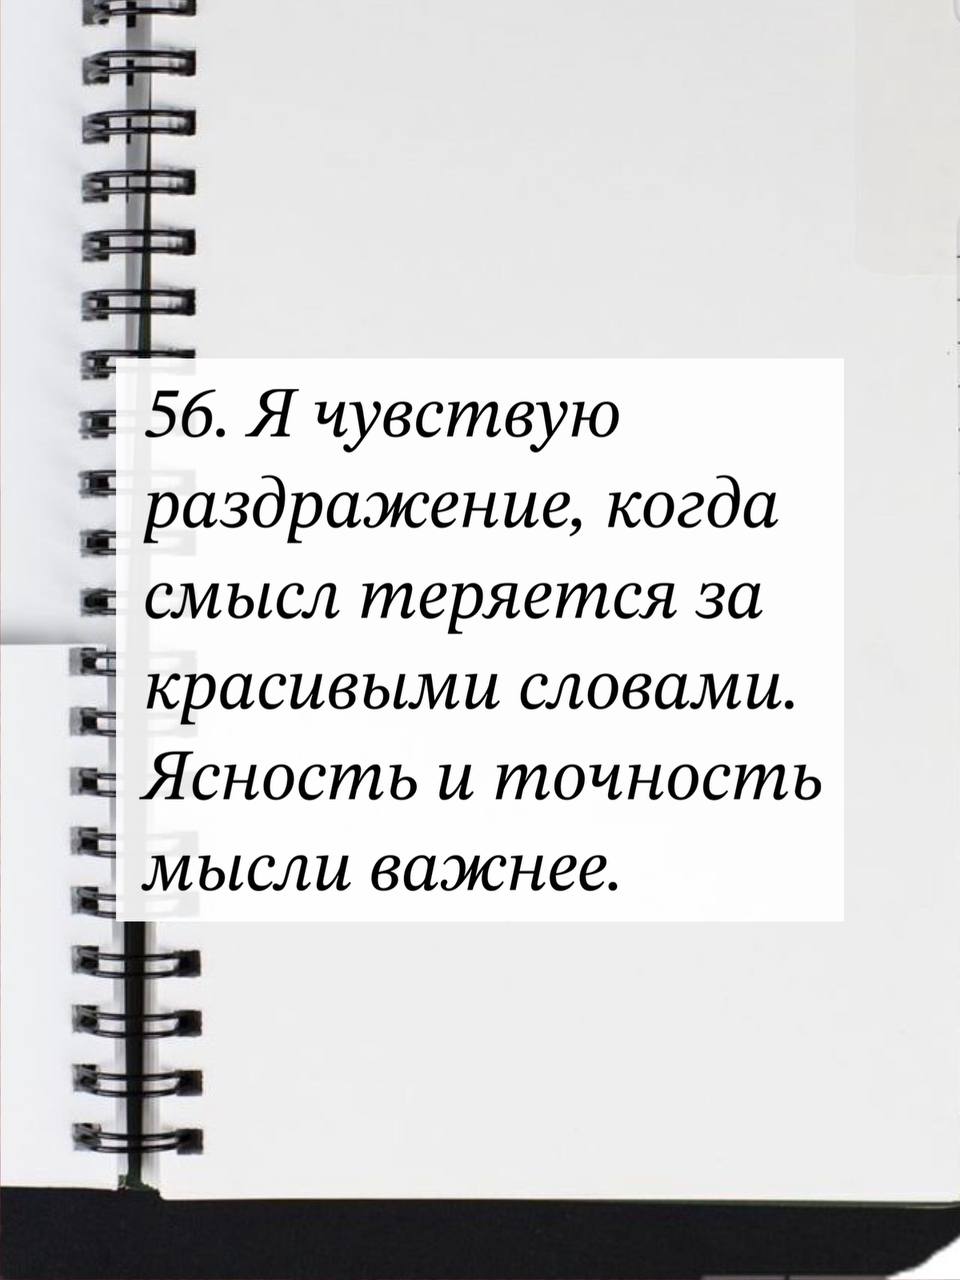 56. Я чувствую
раздражение, когда
смысл теряется за
красивыми словами.
Ясность и точность
мысли важнее.